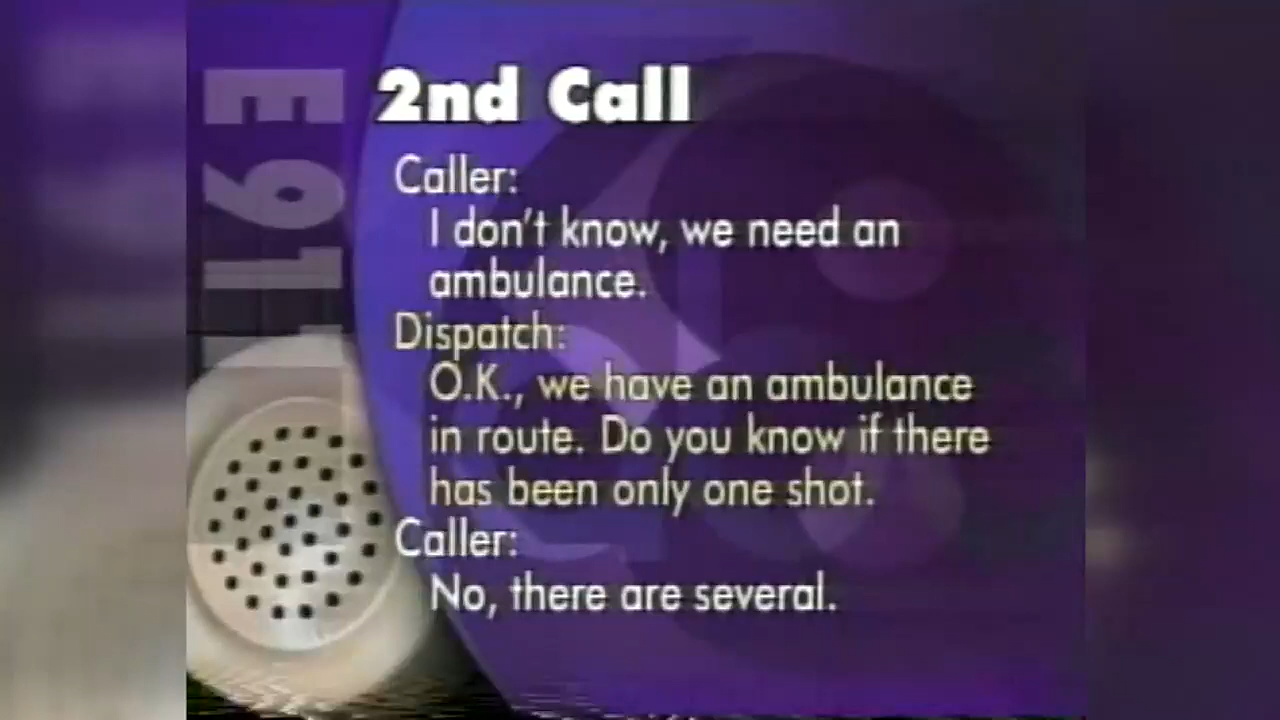 2nd Call
Caller:
I don't know, we need an
ambulance.
Dispatch:
O.K., we have an ambulance
in route. Do you know if there
has been only one shot.
Caller:
No, there are several.
E911